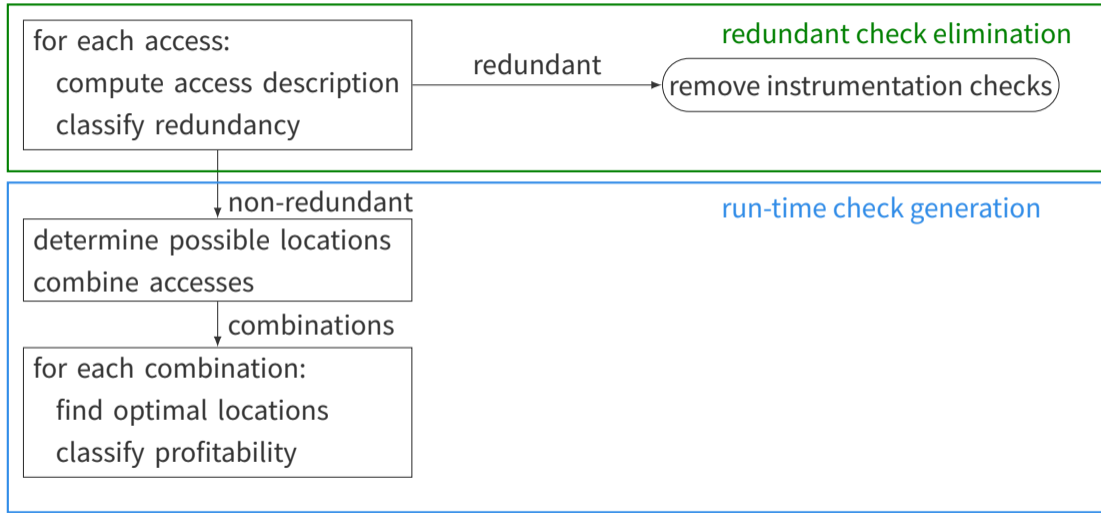 for each access:
compute access description
classify redundancy
redundant
redundant check elimination
remove instrumentation checks
non-redundant
run-time check generation
determine possible locations
combine accesses
combinations
for each combination:
find optimal locations
classify profitability